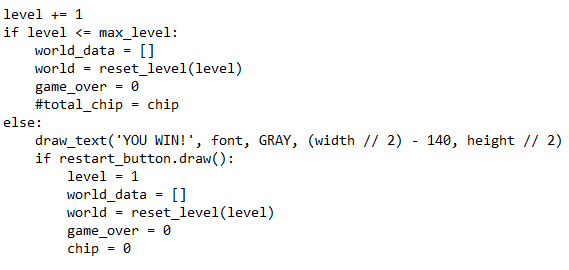 level += 1
if level <= max_level:
    world_data = []
    world = reset_level(level)
    game_over = 0
    #total_chip = chip
else:
    draw_text('YOU WIN!', font, GRAY, (width // 2) - 140, height // 2)
    if restart_button.draw():
        level = 1
        world_data = []
        world = reset_level(level)
        game_over = 0
        chip = 0